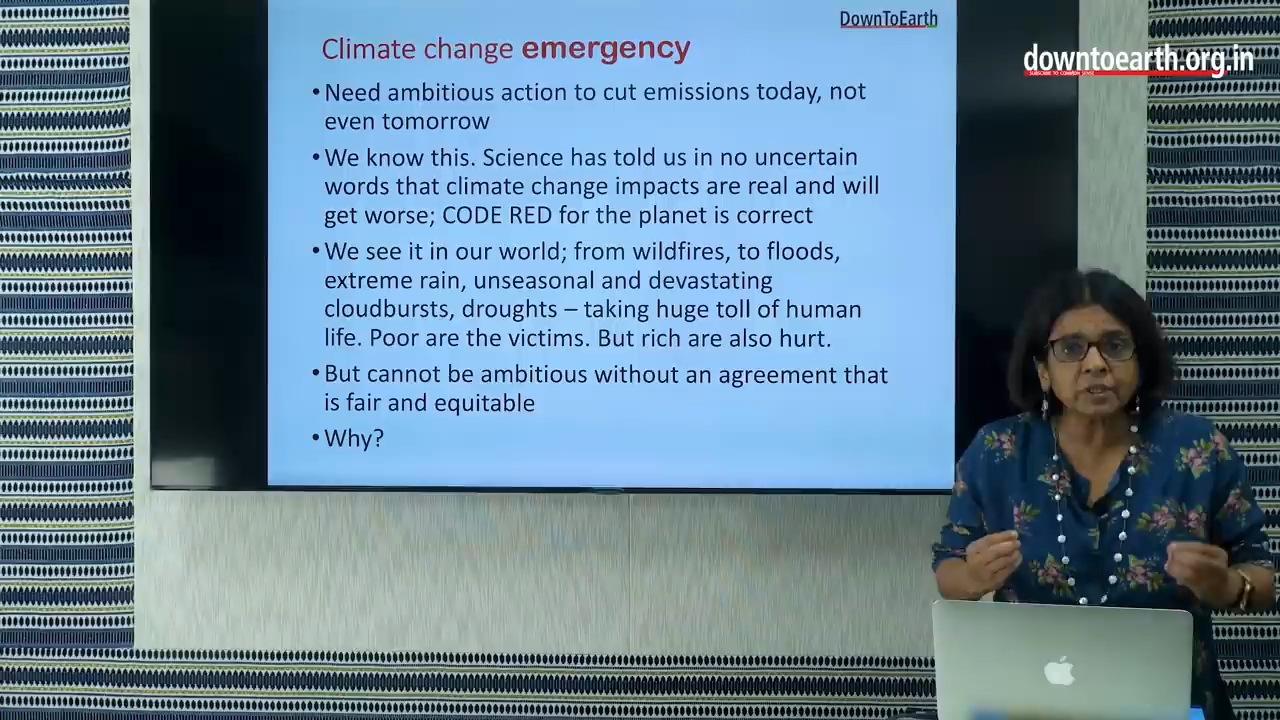 DownToEarth
downtoearth.org.in
SUBSCRIBE TO COMMON SENSE
Climate change emergency
•Need ambitious action to cut emissions today, not
even tomorrow
•We know this. Science has told us in no uncertain
words that climate change impacts are real and will
get worse; CODE RED for the planet is correct
•We see it in our world; from wildfires, to floods,
extreme rain, unseasonal and devastating
cloudbursts, droughts – taking huge toll of human
life. Poor are the victims. But rich are also hurt.
•But cannot be ambitious without an agreement that
is fair and equitable
•Why?